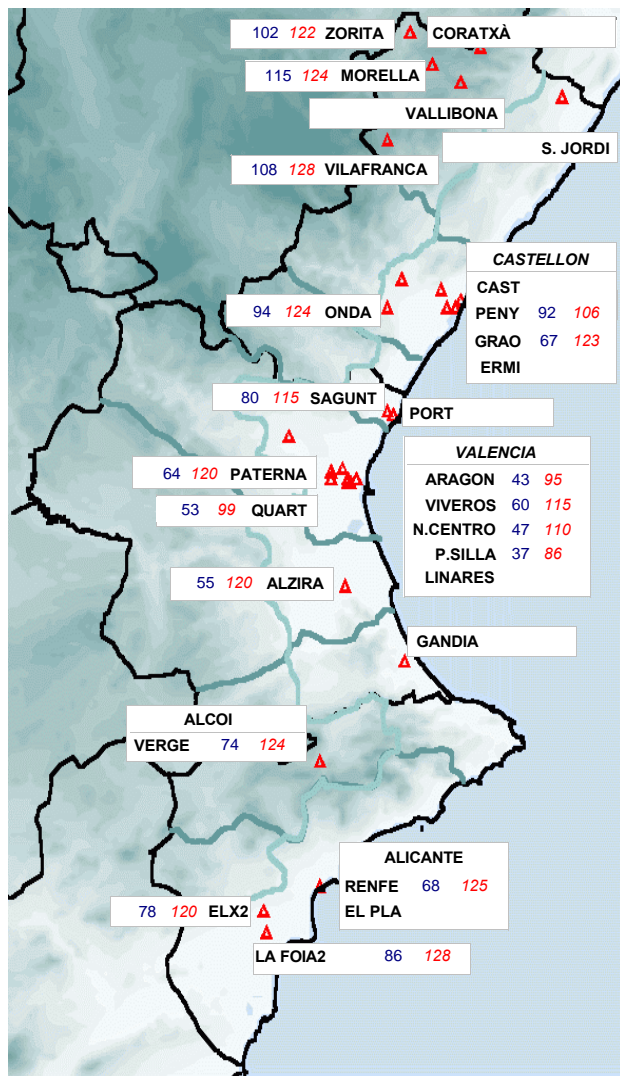 102 122 ZORITA
CORATXÀ
115 124 MORELLA
VALLIBONA
S. JORDI
108 128 VILAFRANCA
CASTELLON
CAST
PENY 92 106
GRAO 67 123
ERMI
94 124 ONDA
80 115 SAGUNT
PORT
VALENCIA
ARAGON 43 95
VIVEROS 60 115
N.CENTRO 47 110
P.SILLA 37 86
LINARES
64 120 PATERNA
53 99 QUART
55 120 ALZIRA
GANDIA
ALCOI
VERGE 74 124
ALICANTE
RENFE 68 125
EL PLA
78 120 ELX2
LA FOIA2 86 128